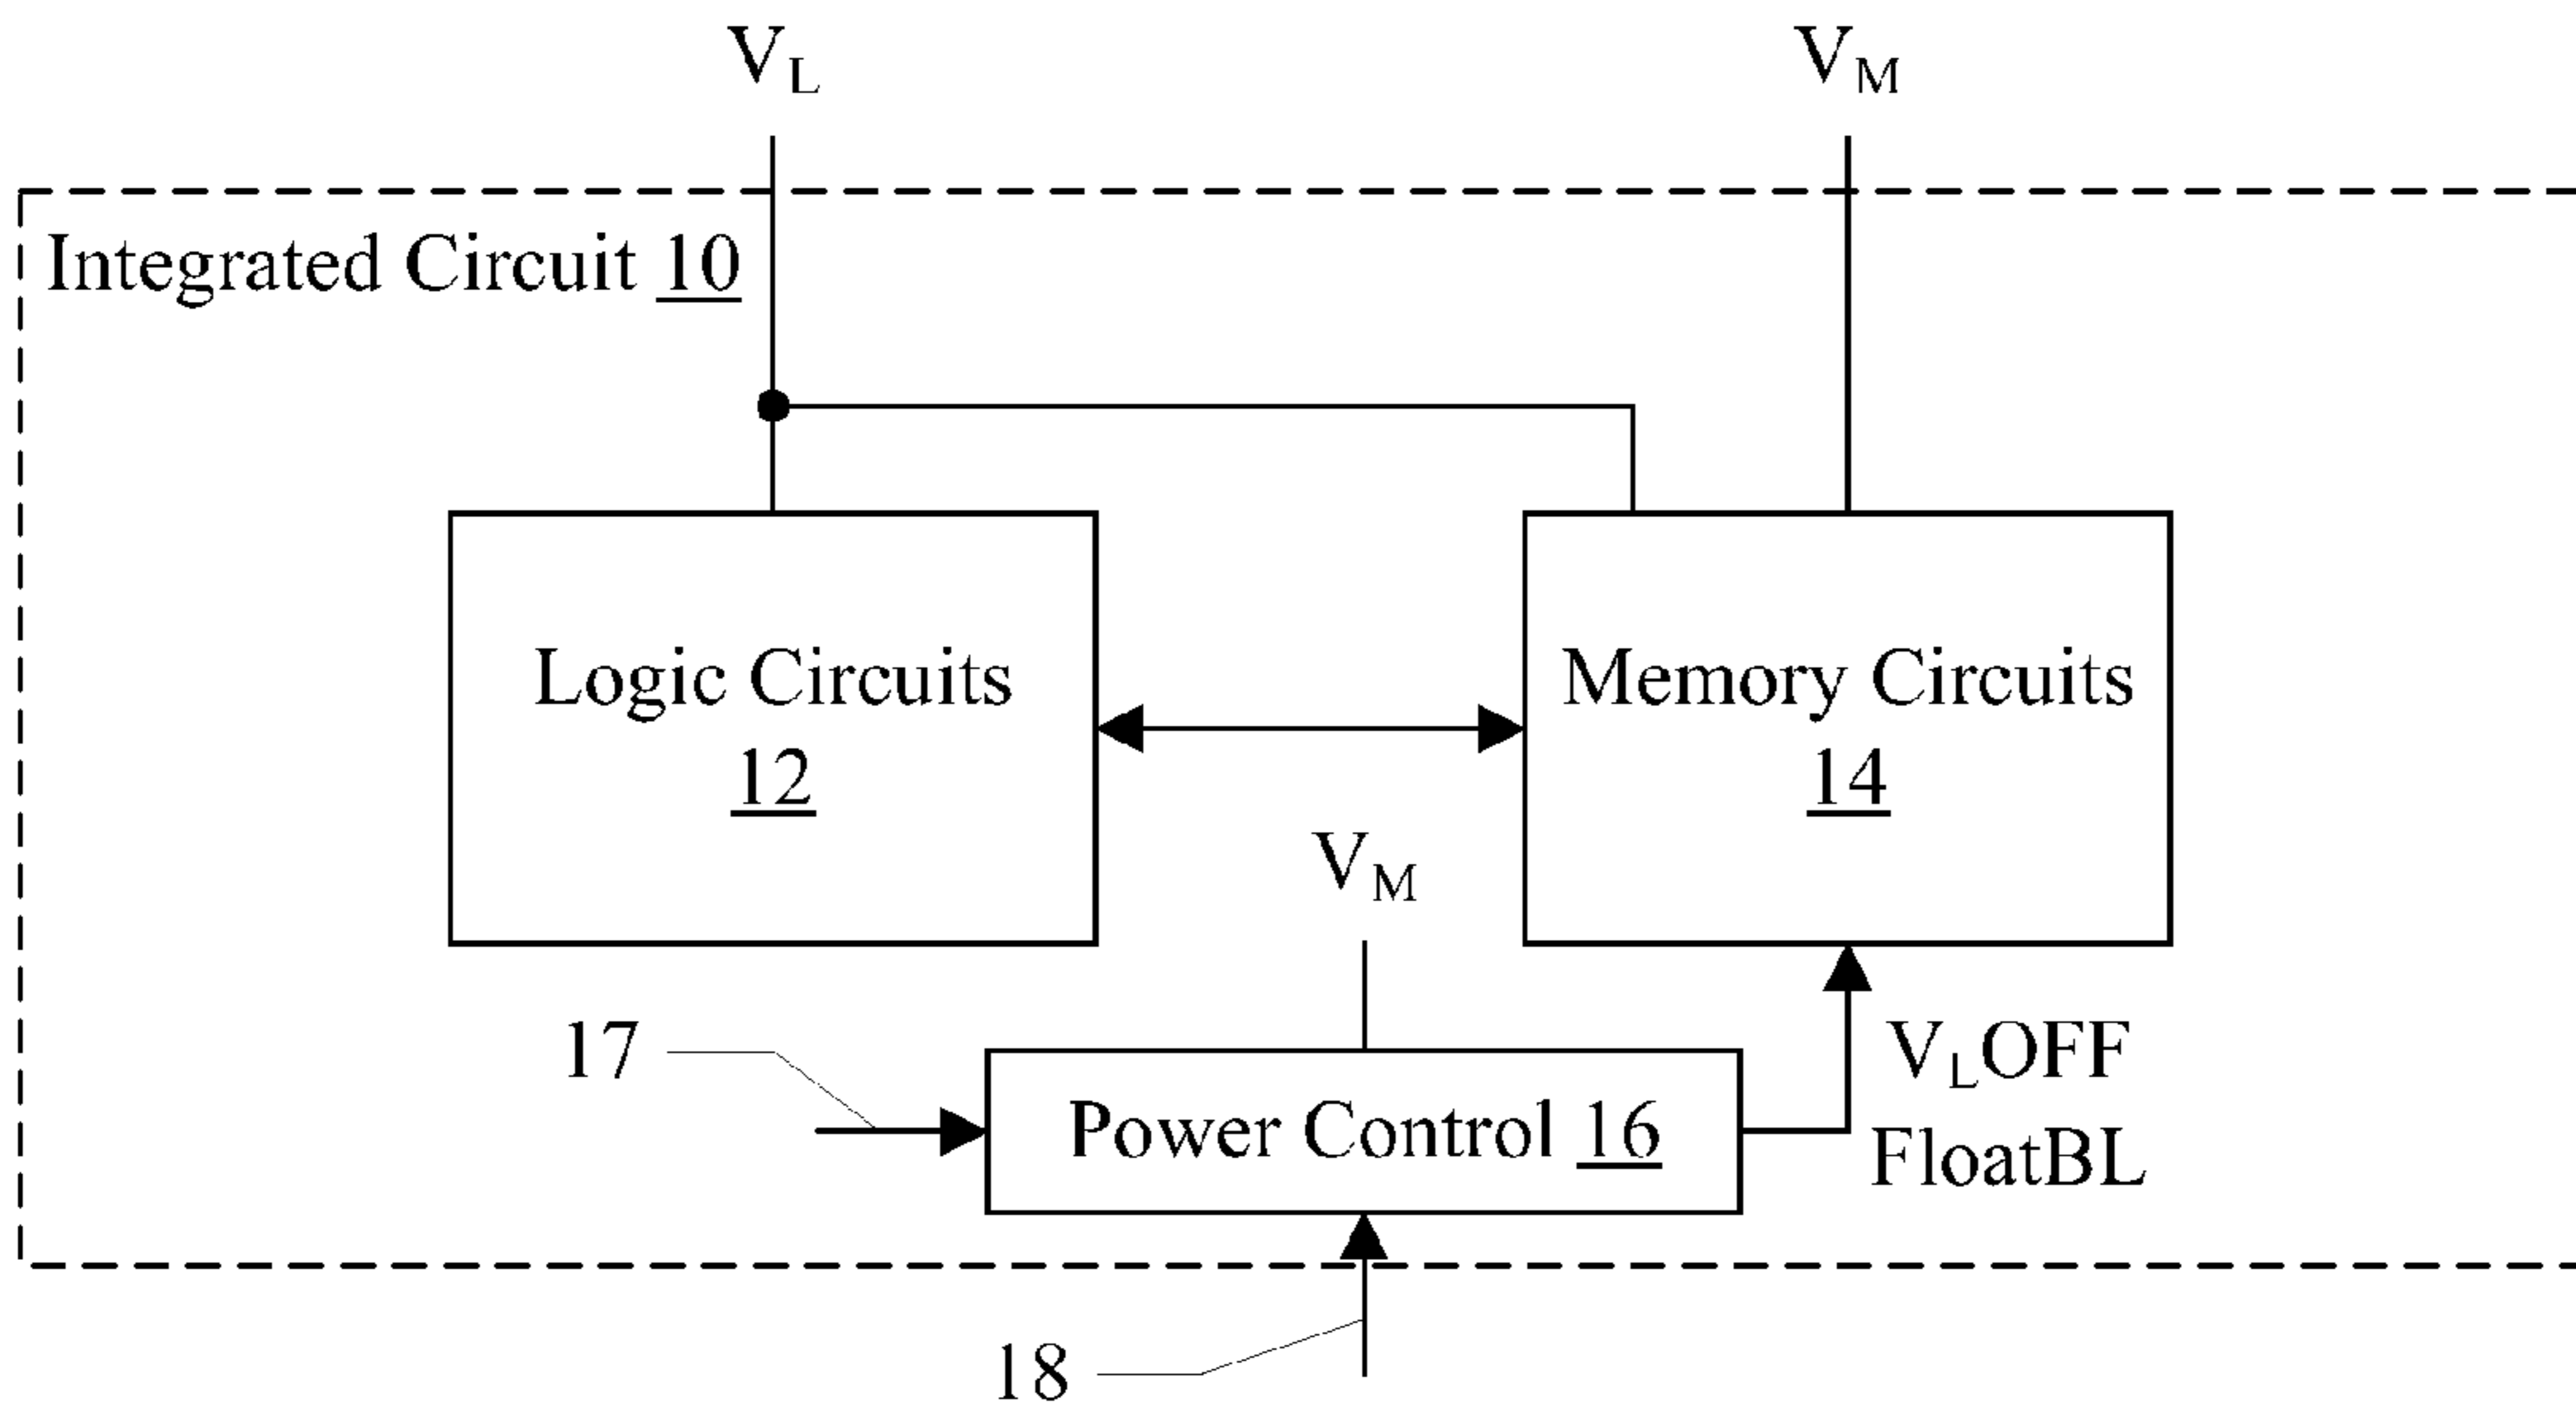 V_L
V_M
Integrated Circuit 10
Logic Circuits
12
Memory Circuits
14
V_M
17
Power Control 16
V_LOFF
FloatBL
18